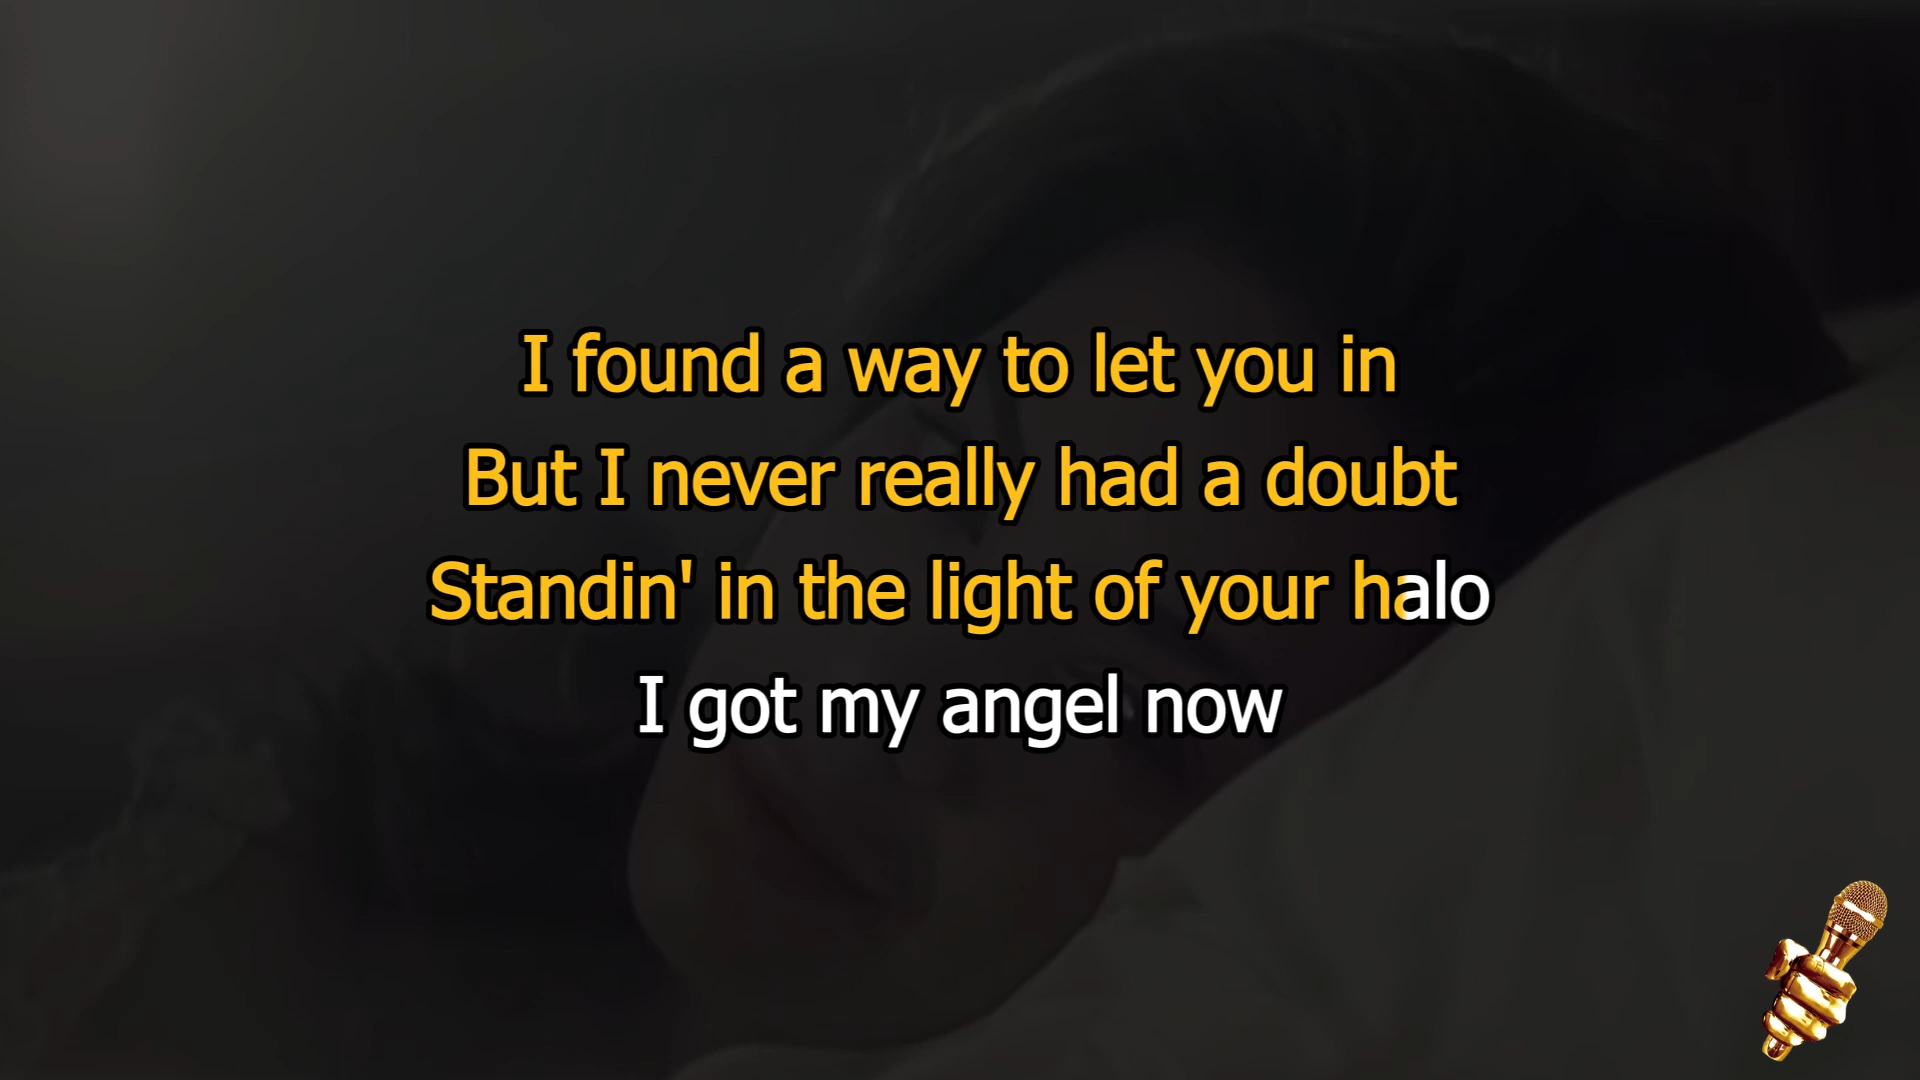 I found a way to let you in
But I never really had a doubt
Standin' in the light of your halo
I got my angel now